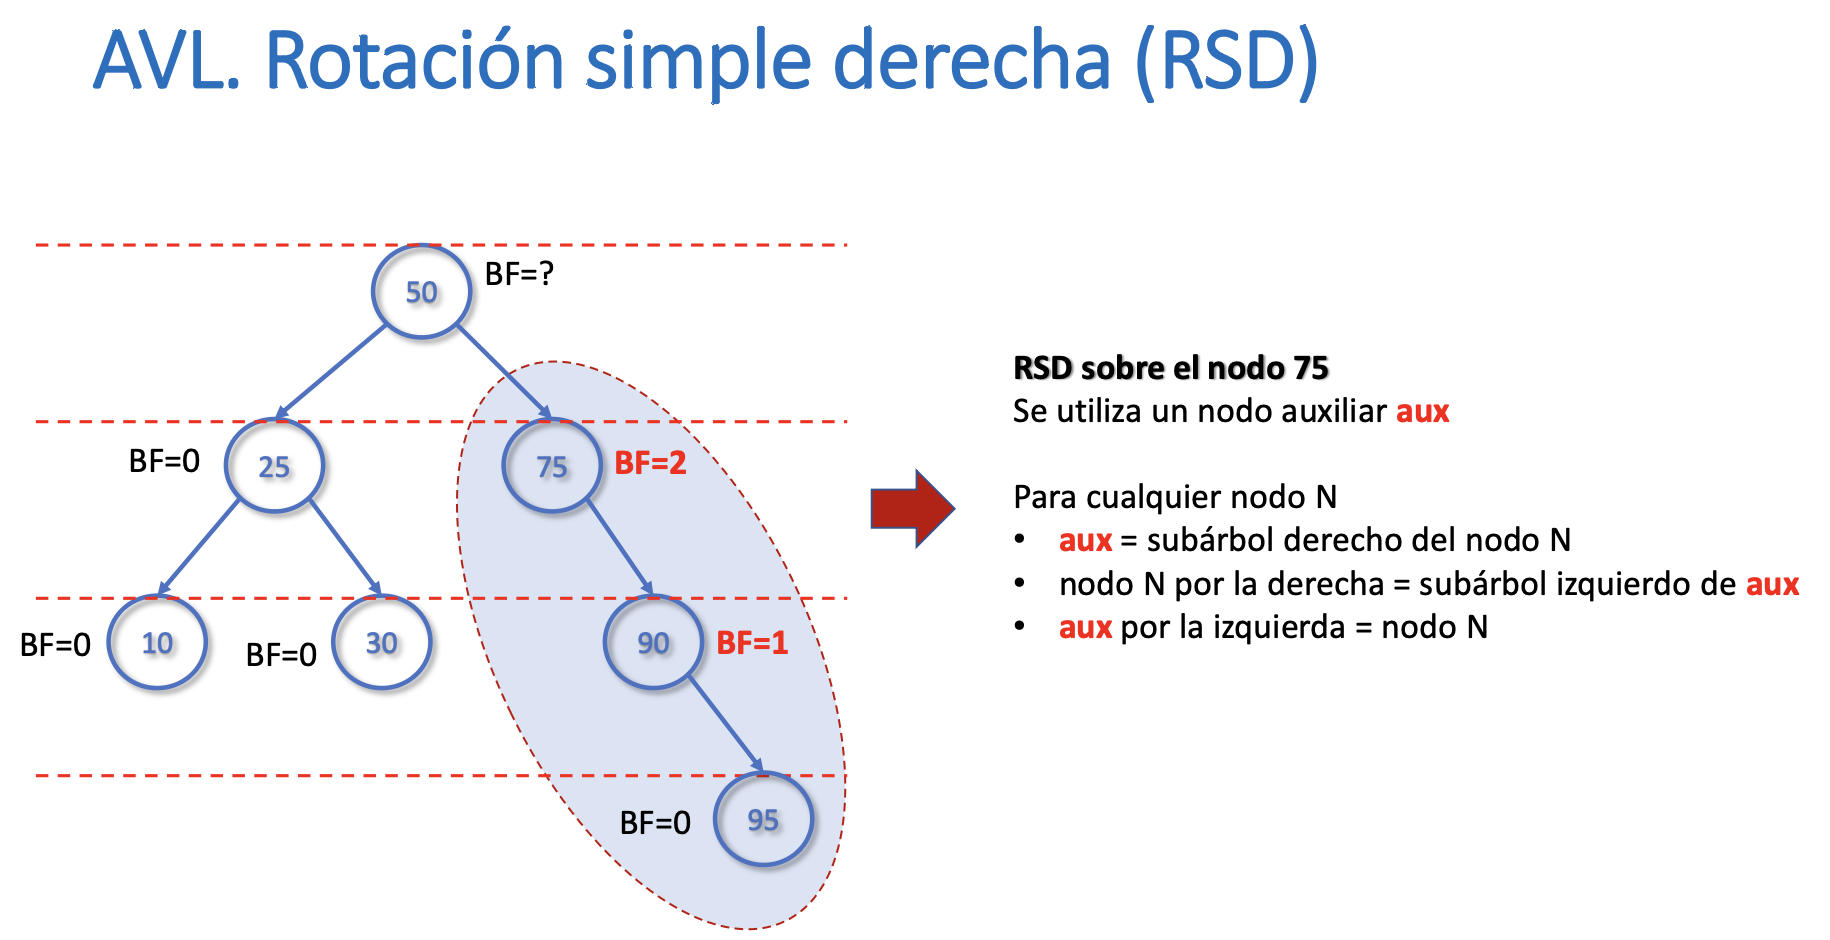 AVL. Rotación simple derecha (RSD)
50
BF=?
BF=0
25
75
BF=2
BF=0
10
BF=0
30
90
BF=1
BF=0
95
RSD sobre el nodo 75
Se utiliza un nodo auxiliar aux
Para cualquier nodo N
• aux = subárbol derecho del nodo N
• nodo N por la derecha = subárbol izquierdo de aux
• aux por la izquierda = nodo N